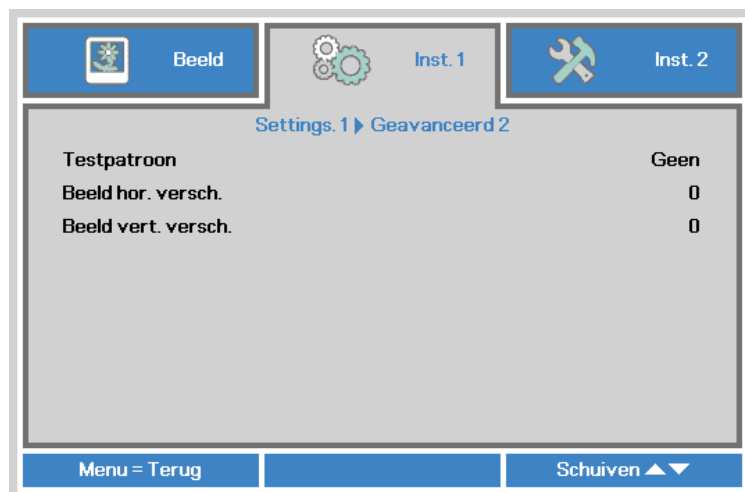 Beeld
Inst. 1
Inst. 2
Settings. 1 Geavanceerd 2
Testpatroon Geen
Beeld hor. versch. 0
Beeld vert. versch. 0
Menu = Terug
Schuiven